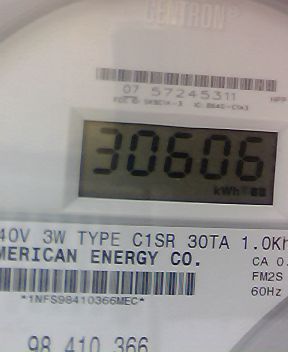 CENTRON®
07 57245311
30606
kWh
40V 3W TYPE C1SR 30TA 1.0Kh
MERICAN ENERGY CO.
CA 0.
FM2S
*1NFS98410366MEC*
60Hz
98 410 366